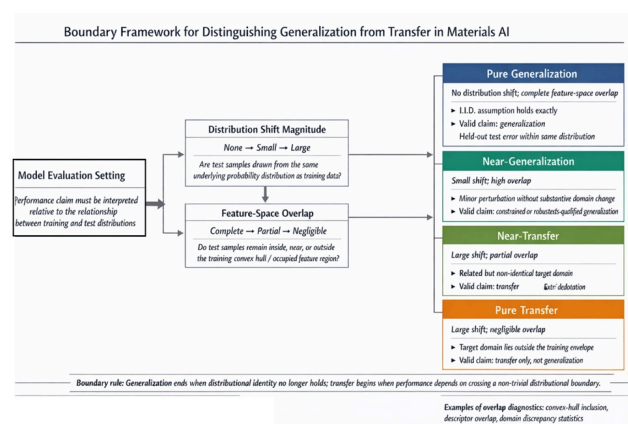 Boundary Framework for Distinguishing Generalization from Transfer in Materials AI
Model Evaluation Setting
Performance claim must be interpreted
relative to the relationship
between training and test distributions
Distribution Shift Magnitude
None → Small → Large
Are test samples drawn from the same
underlying probability distribution as training data?
Feature-Space Overlap
Complete → Partial → Negligible
Do test samples remain inside, near, or outside
the training convex hull / occupied feature region?
Pure Generalization
No distribution shift; complete feature-space overlap
▸ I.I.D. assumption holds exactly
▸ Valid claim: generalization
Held-out test error within same distribution
Near-Generalization
Small shift; high overlap
▸ Minor perturbation without substantive domain change
▸ Valid claim: constrained or robustests-qualified generalization
Near-Transfer
Large shift; partial overlap
▸ Related but non-identical target domain
▸ Valid claim: transfer
Pure Transfer
Large shift; negligible overlap
▸ Target domain lies outside the training envelope
▸ Valid claim: transfer only, not generalization
Boundary rule: Generalization ends when distributional identity no longer holds; transfer begins when performance depends on crossing a non-trivial distributional boundary.
Examples of overlap diagnostics: convex-hull inclusion,
descriptor overlap, domain discrepancy statistics